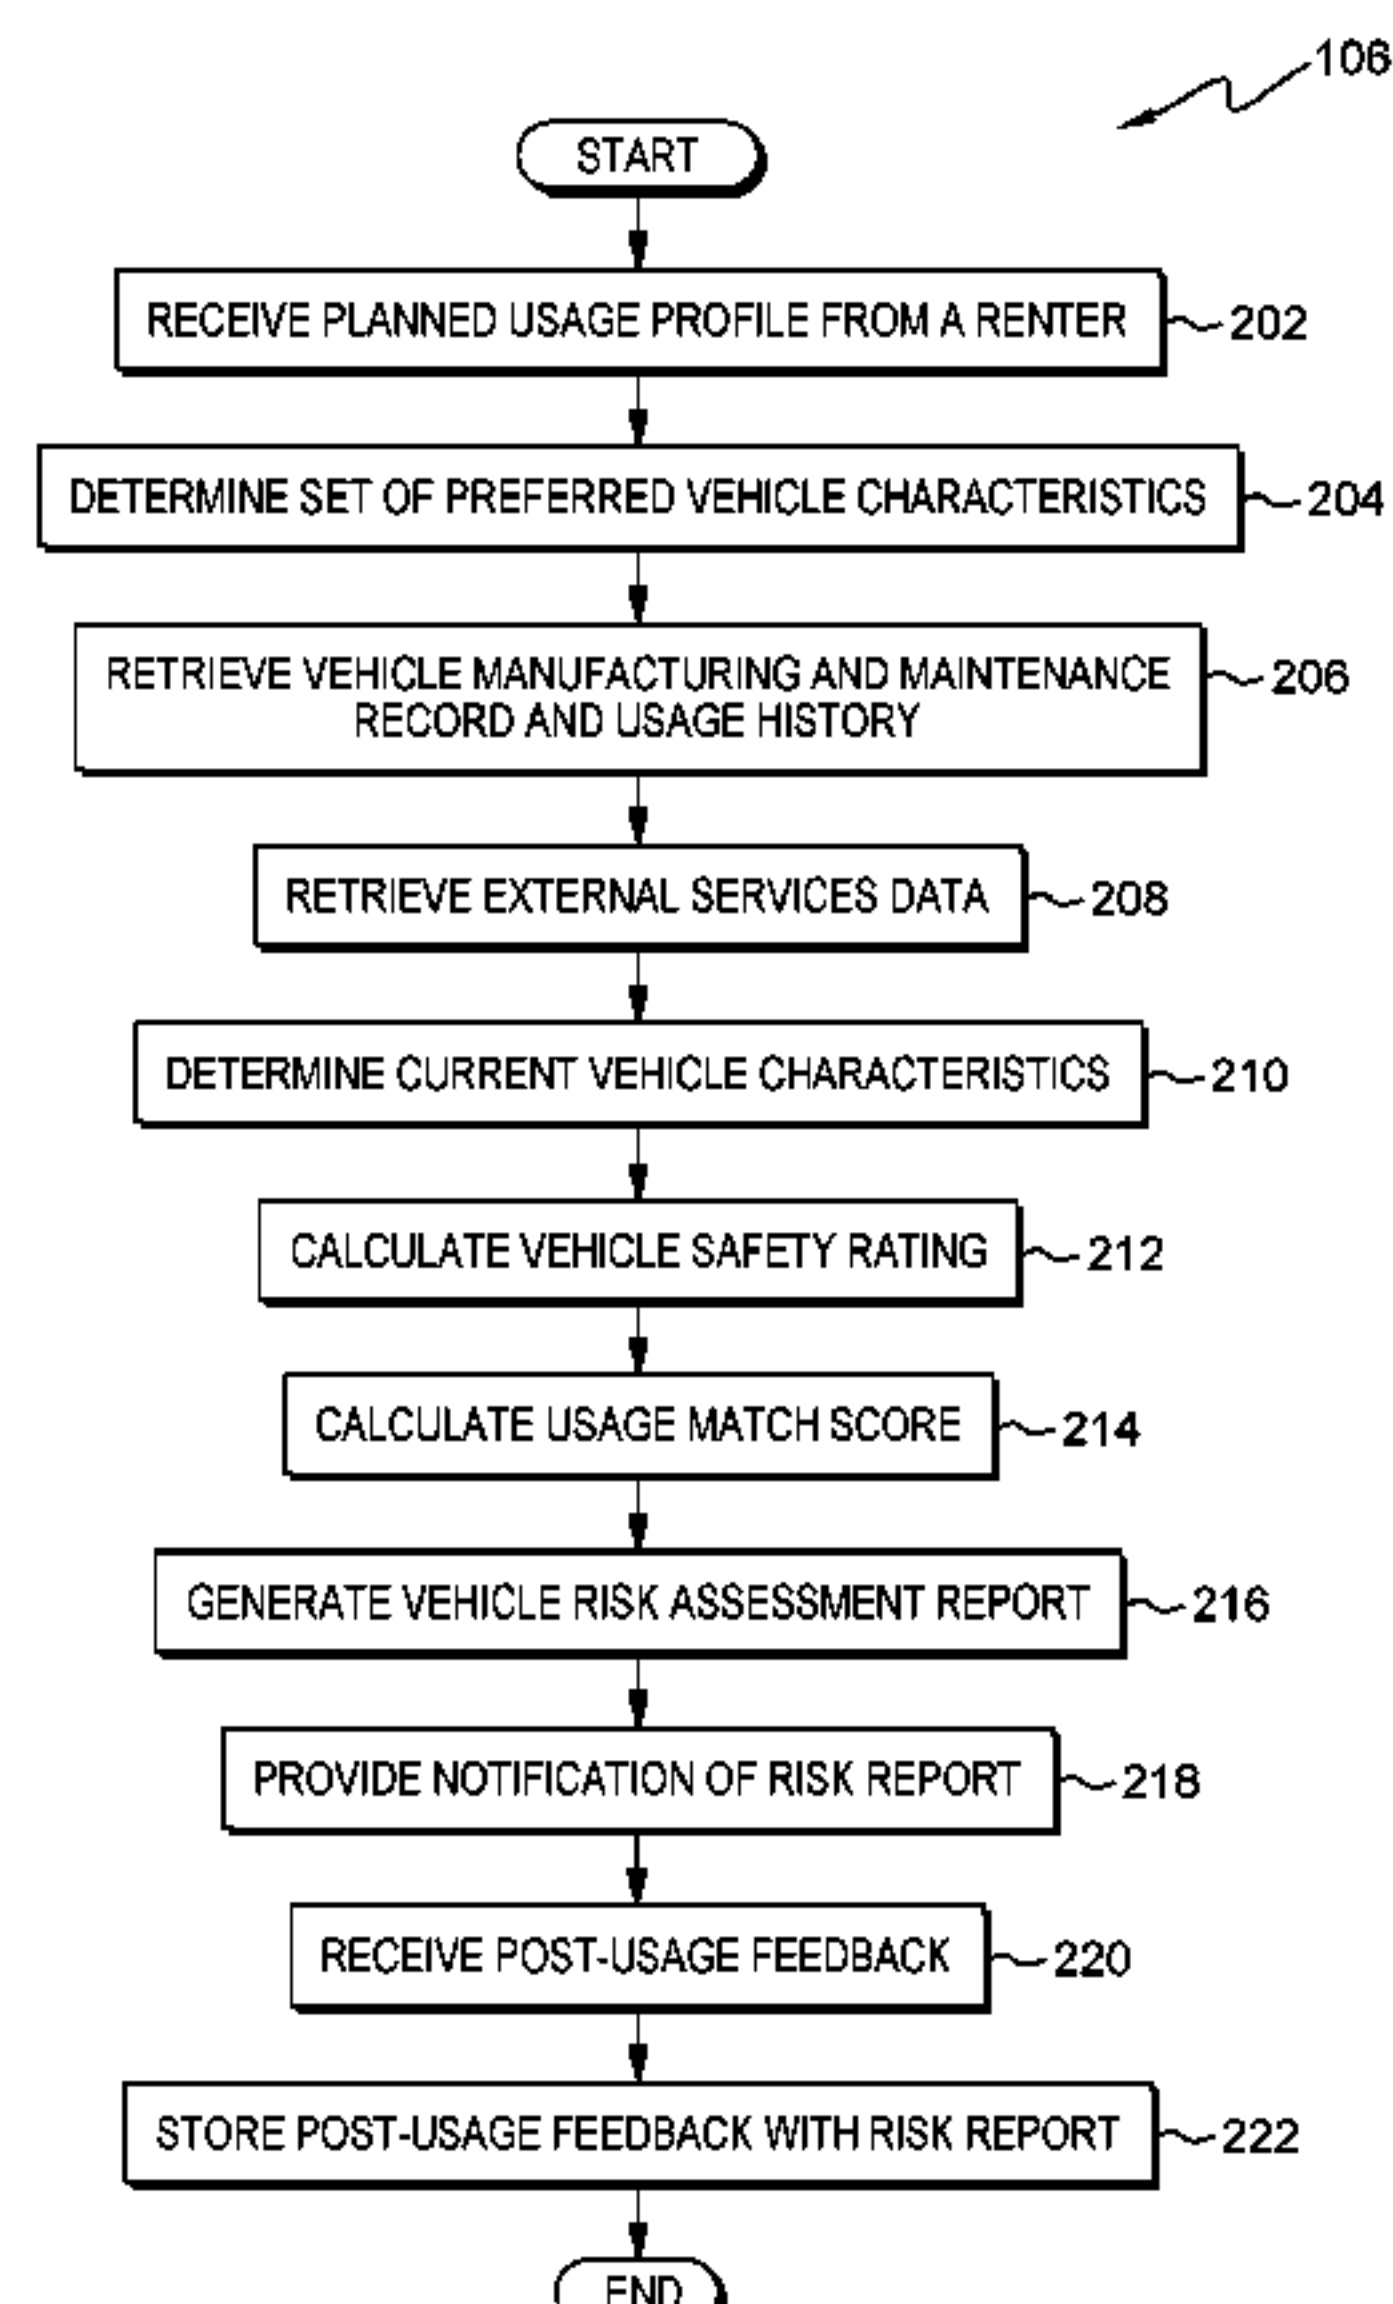 106
START
RECEIVE PLANNED USAGE PROFILE FROM A RENTER
202
DETERMINE SET OF PREFERRED VEHICLE CHARACTERISTICS
204
RETRIEVE VEHICLE MANUFACTURING AND MAINTENANCE
RECORD AND USAGE HISTORY
206
RETRIEVE EXTERNAL SERVICES DATA
208
DETERMINE CURRENT VEHICLE CHARACTERISTICS
210
CALCULATE VEHICLE SAFETY RATING
212
CALCULATE USAGE MATCH SCORE
214
GENERATE VEHICLE RISK ASSESSMENT REPORT
216
PROVIDE NOTIFICATION OF RISK REPORT
218
RECEIVE POST-USAGE FEEDBACK
220
STORE POST-USAGE FEEDBACK WITH RISK REPORT
222
END